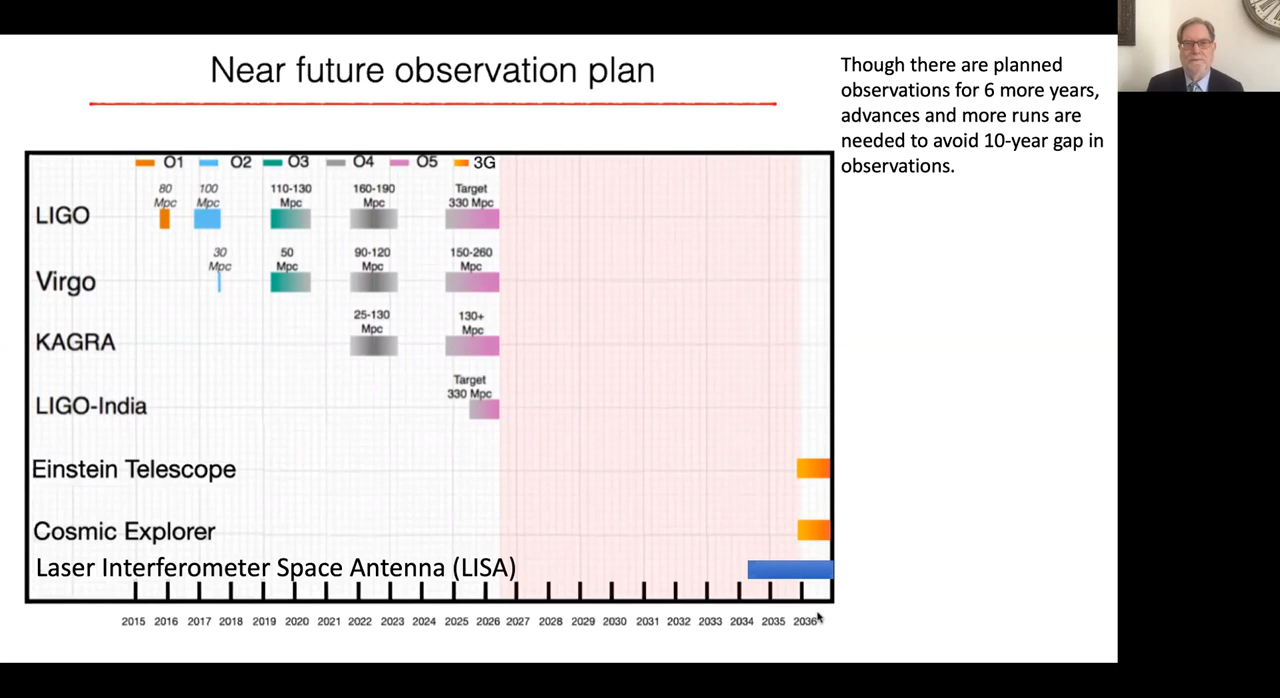 Near future observation plan
Though there are planned
observations for 6 more years,
advances and more runs are
needed to avoid 10-year gap in
observations.
O1 O2 O3 O4 O5 3G
80 100 110-130 160-190 Target
Mpc Mpc Mpc Mpc 330 Mpc
LIGO
30 50 90-120 150-260
Mpc Mpc Mpc Mpc
Virgo
25-130 130+
Mpc Mpc
KAGRA
Target
330 Mpc
LIGO-India
Einstein Telescope
Cosmic Explorer
Laser Interferometer Space Antenna (LISA)
2015 2016 2017 2018 2019 2020 2021 2022 2023 2024 2025 2026 2027 2028 2029 2030 2031 2032 2033 2034 2035 2036